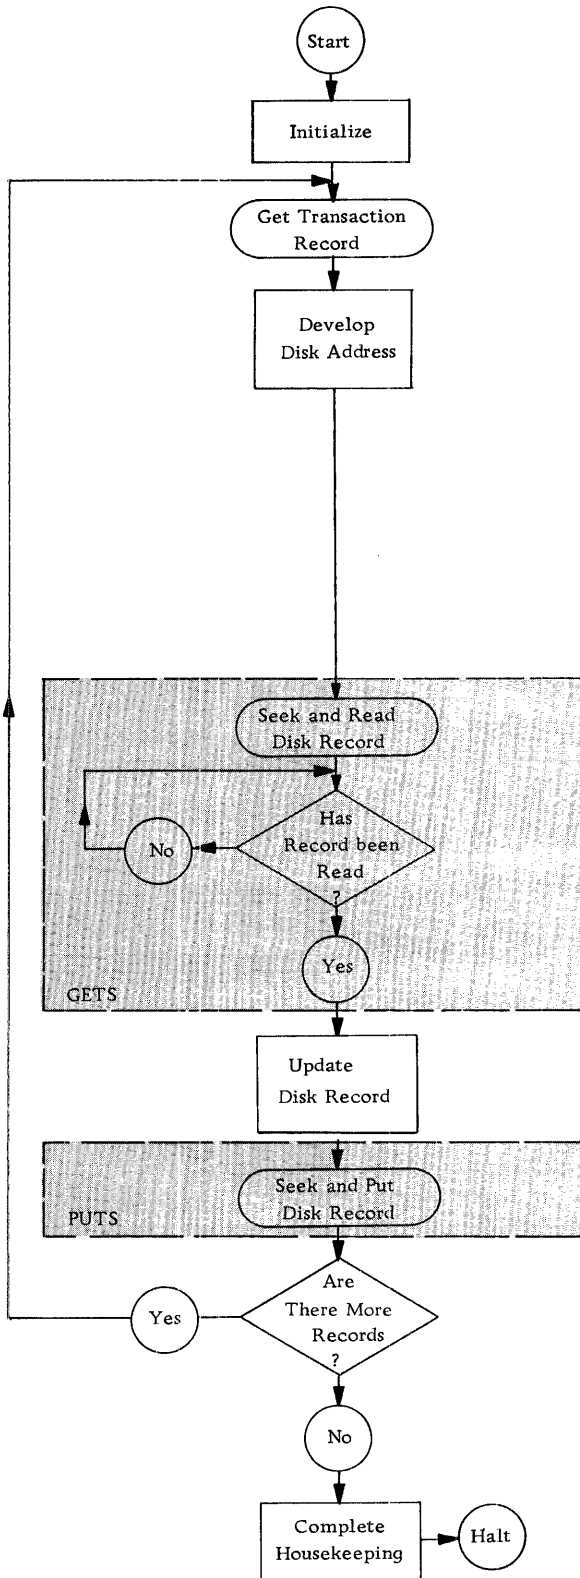 Start
Initialize
Get Transaction
Record
Develop
Disk Address
Seek and Read
Disk Record
Has
Record been
Read
?
No
Yes
GETS
Update
Disk Record
Seek and Put
Disk Record
PUTS
Are
There More
Records
?
Yes
No
Complete
Housekeeping
Halt